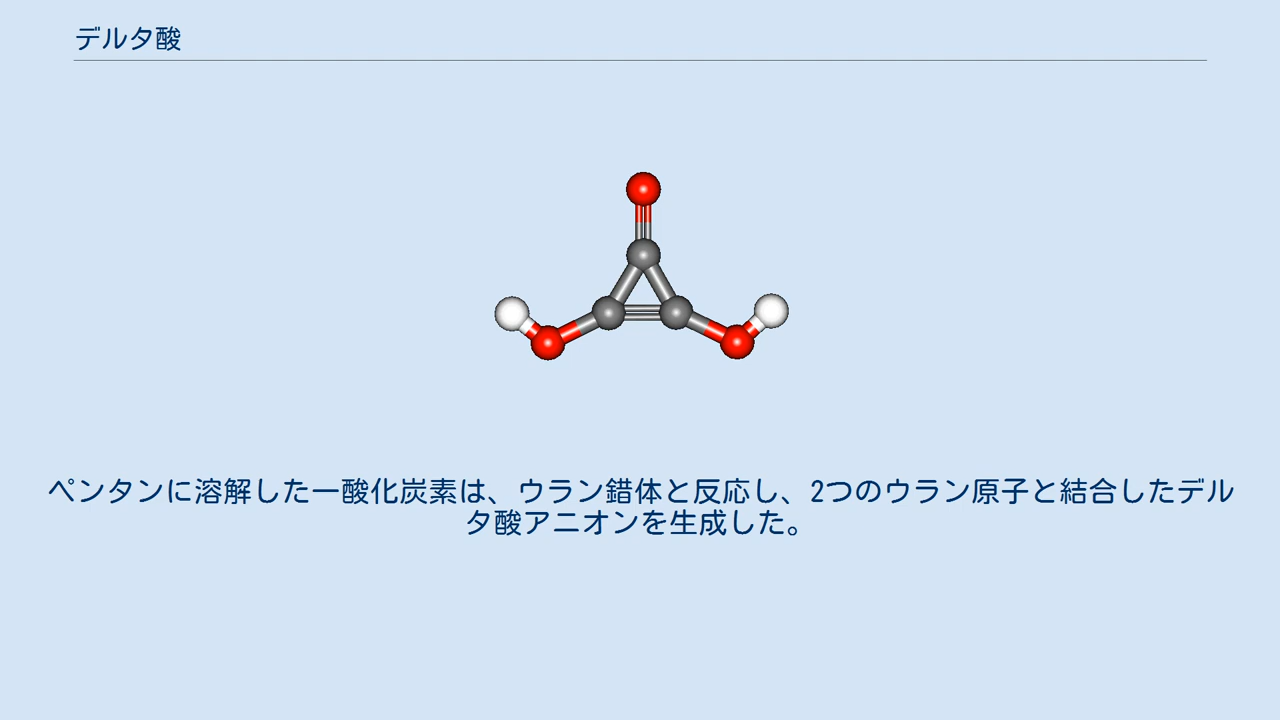 デルタ酸
ペンタンに溶解した一酸化炭素は、ウラン錯体と反応し、2つのウラン原子と結合したデル
タ酸アニオンを生成した。